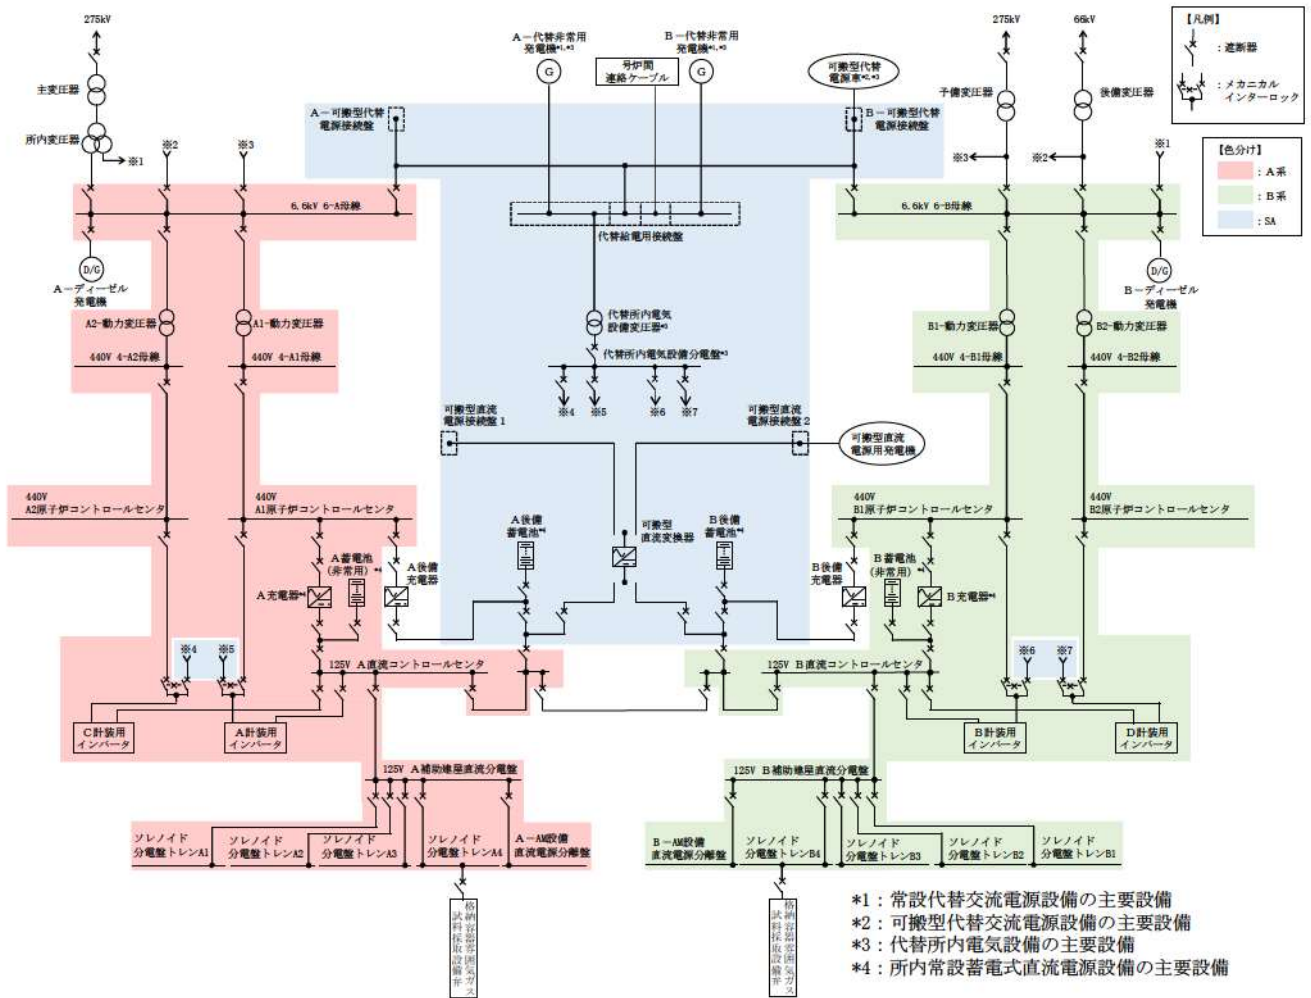 275kV
主変圧器
所内変圧器
※1
※2
※3
A－代替非常用
発電機*1,*3
G
号炉間
連絡ケーブル
B－代替非常用
発電機*1,*3
G
可搬型代替
電源車*2,*3
A－可搬型代替
電源接続盤
B－可搬型代替
電源接続盤
275kV
66kV
予備変圧器
後備変圧器
※3
※2
※1
【凡例】
：遮断器
：メカニカル
インターロック
【色分け】
：A系
：B系
：SA
6.6kV 6-A母線
代替給電用接続盤
6.6kV 6-B母線
D/G
A－ディーゼル
発電機
D/G
B－ディーゼル
発電機
A2-動力変圧器
A1-動力変圧器
代替所内電気
設備変圧器*3
B1-動力変圧器
B2-動力変圧器
440V 4-A2母線
440V 4-A1母線
代替所内電気設備分電盤*3
440V 4-B1母線
440V 4-B2母線
※4
※5
※6
※7
可搬型直流
電源接続盤1
可搬型直流
電源接続盤2
可搬型直流
電源用発電機
440V
A2原子炉コントロールセンタ
440V
A1原子炉コントロールセンタ
440V
B1原子炉コントロールセンタ
440V
B2原子炉コントロールセンタ
A充電器*4
A蓄電池
(非常用)*4
A後備
充電器
A後備
蓄電池*4
可搬型
直流変換器
B後備
蓄電池*4
B後備
充電器
B蓄電池
(非常用)*4
B充電器*4
※4
※5
※6
※7
125V A直流コントロールセンタ
125V B直流コントロールセンタ
C計装用
インバータ
A計装用
インバータ
B計装用
インバータ
D計装用
インバータ
125V A補助建屋直流分電盤
125V B補助建屋直流分電盤
ソレノイド
分電盤トレンA1
ソレノイド
分電盤トレンA2
ソレノイド
分電盤トレンA3
ソレノイド
分電盤トレンA4
A－AM設備
直流電源分離盤
B－AM設備
直流電源分離盤
ソレノイド
分電盤トレンB4
ソレノイド
分電盤トレンB3
ソレノイド
分電盤トレンB2
ソレノイド
分電盤トレンB1
格納容器雰囲気ガス
試料採取設備弁
格納容器雰囲気ガス
試料採取設備弁
*1：常設代替交流電源設備の主要設備
*2：可搬型代替交流電源設備の主要設備
*3：代替所内電気設備の主要設備
*4：所内常設蓄電式直流電源設備の主要設備